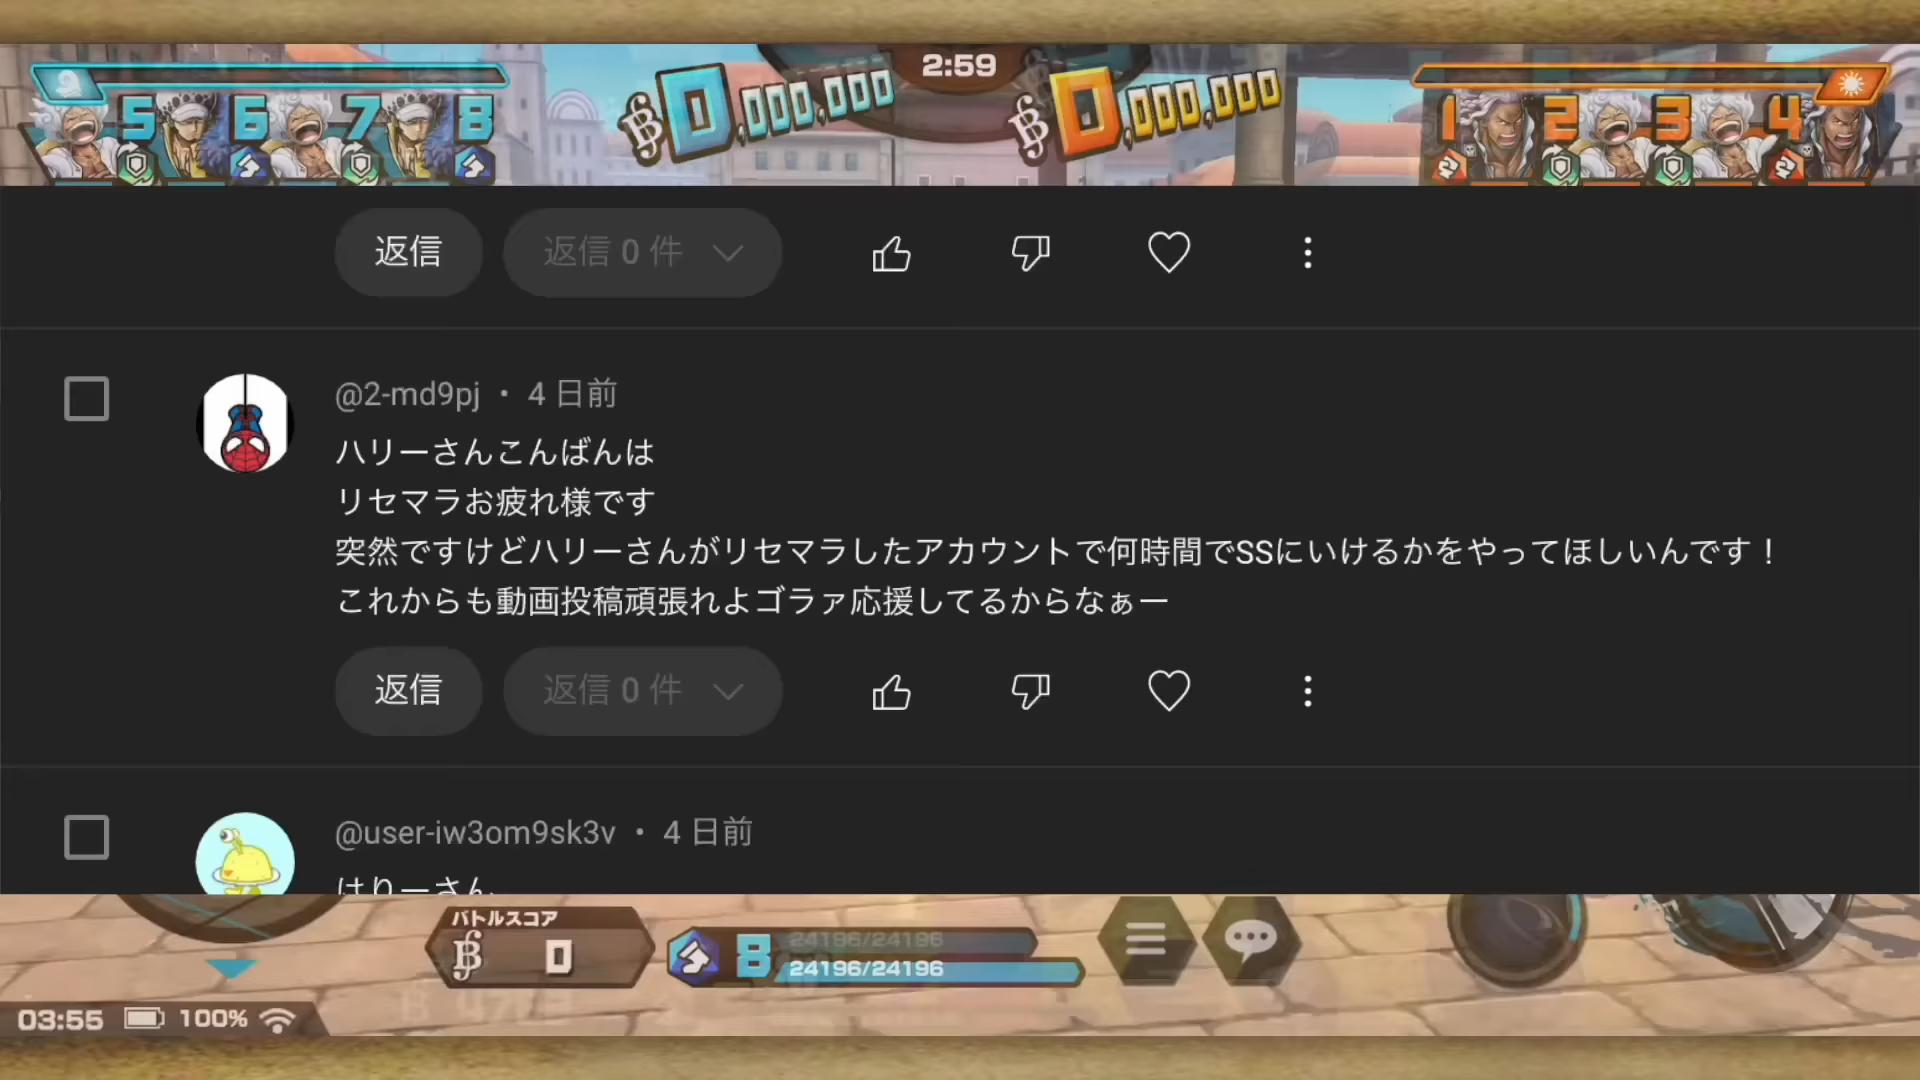 2:59
5 6 7 8
0,000,000
0,000,000
1 2 3 4
返信
返信 0 件
@2-md9pj ・ 4 日前
ハリーさんこんばんは
リセマラお疲れ様です
突然ですけどハリーさんがリセマラしたアカウントで何時間でSSにいけるかをやってほしいんです！
これからも動画投稿頑張れよゴラァ応援してるからなぁー
返信
返信 0 件
@user-iw3om9sk3v ・ 4 日前
はりーさん
バトルスコア
0
8
24196/24196
24196/24196
03:55 100%